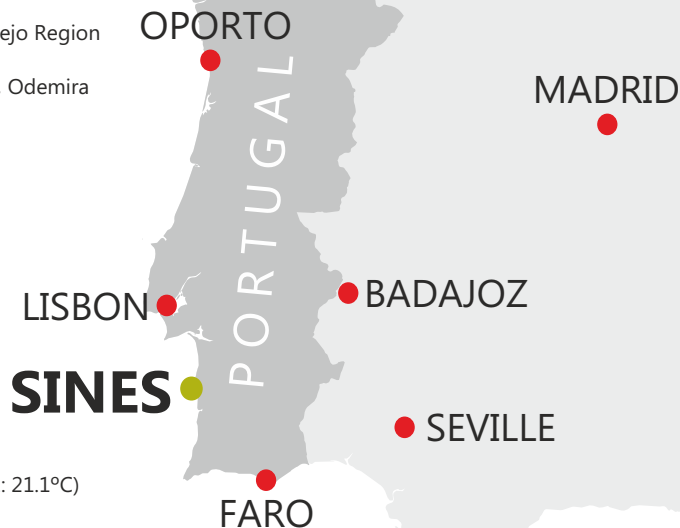 ejo Region
OPORTO
Odemira
MADRID
PORTUGAL
LISBON
BADAJOZ
SINES
SEVILLE
: 21.1ºC)
FARO